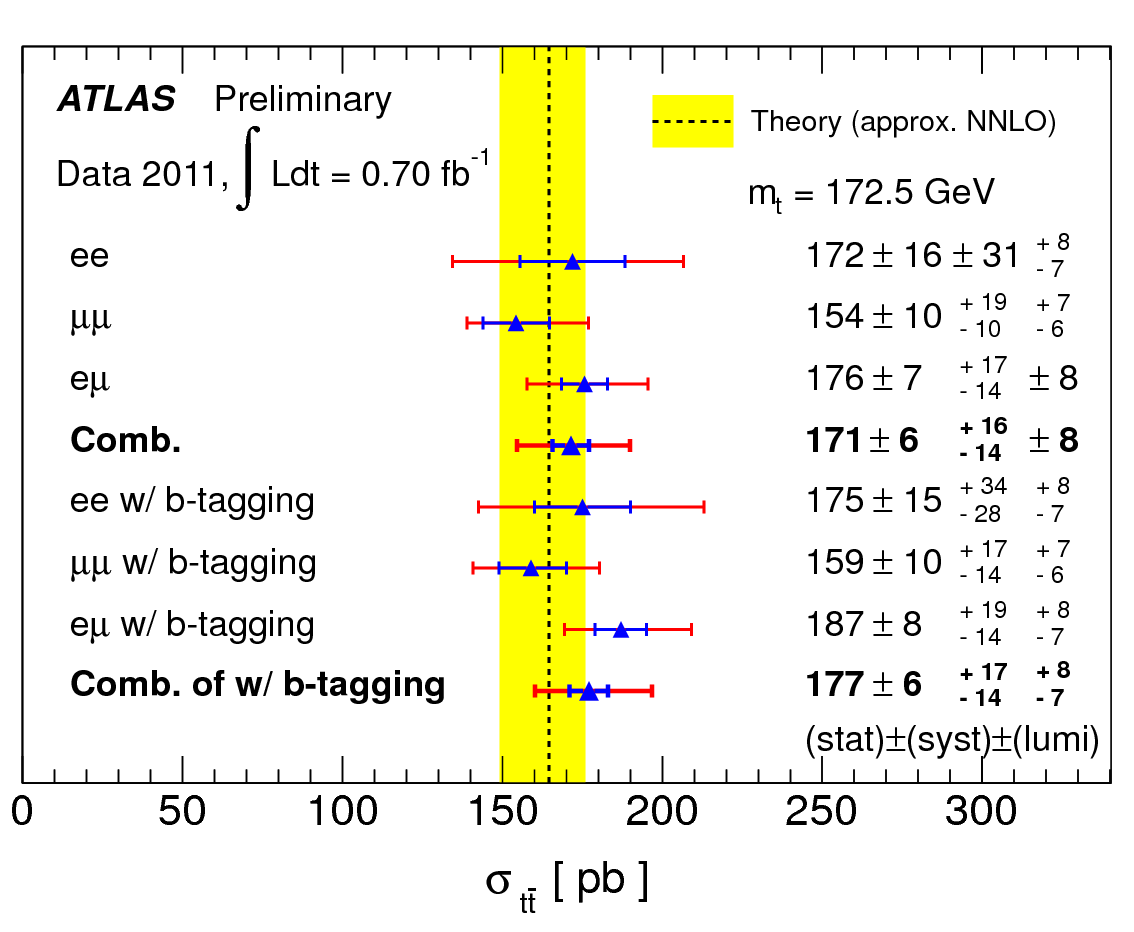 ATLAS Preliminary
Theory (approx. NNLO)
Data 2011, ∫ Ldt = 0.70 fb⁻¹
mₜ = 172.5 GeV
ee 172 ± 16 ± 31 + 8 - 7
μμ 154 ± 10 + 19 - 10 + 7 - 6
eμ 176 ± 7 + 17 - 14 ± 8
Comb. 171 ± 6 + 16 - 14 ± 8
ee w/ b-tagging 175 ± 15 + 34 - 28 + 8 - 7
μμ w/ b-tagging 159 ± 10 + 17 - 14 + 7 - 6
eμ w/ b-tagging 187 ± 8 + 19 - 14 + 8 - 7
Comb. of w/ b-tagging 177 ± 6 + 17 - 14 + 8 - 7
(stat)±(syst)±(lumi)
0 50 100 150 200 250 300
σ tt̄ [ pb ]